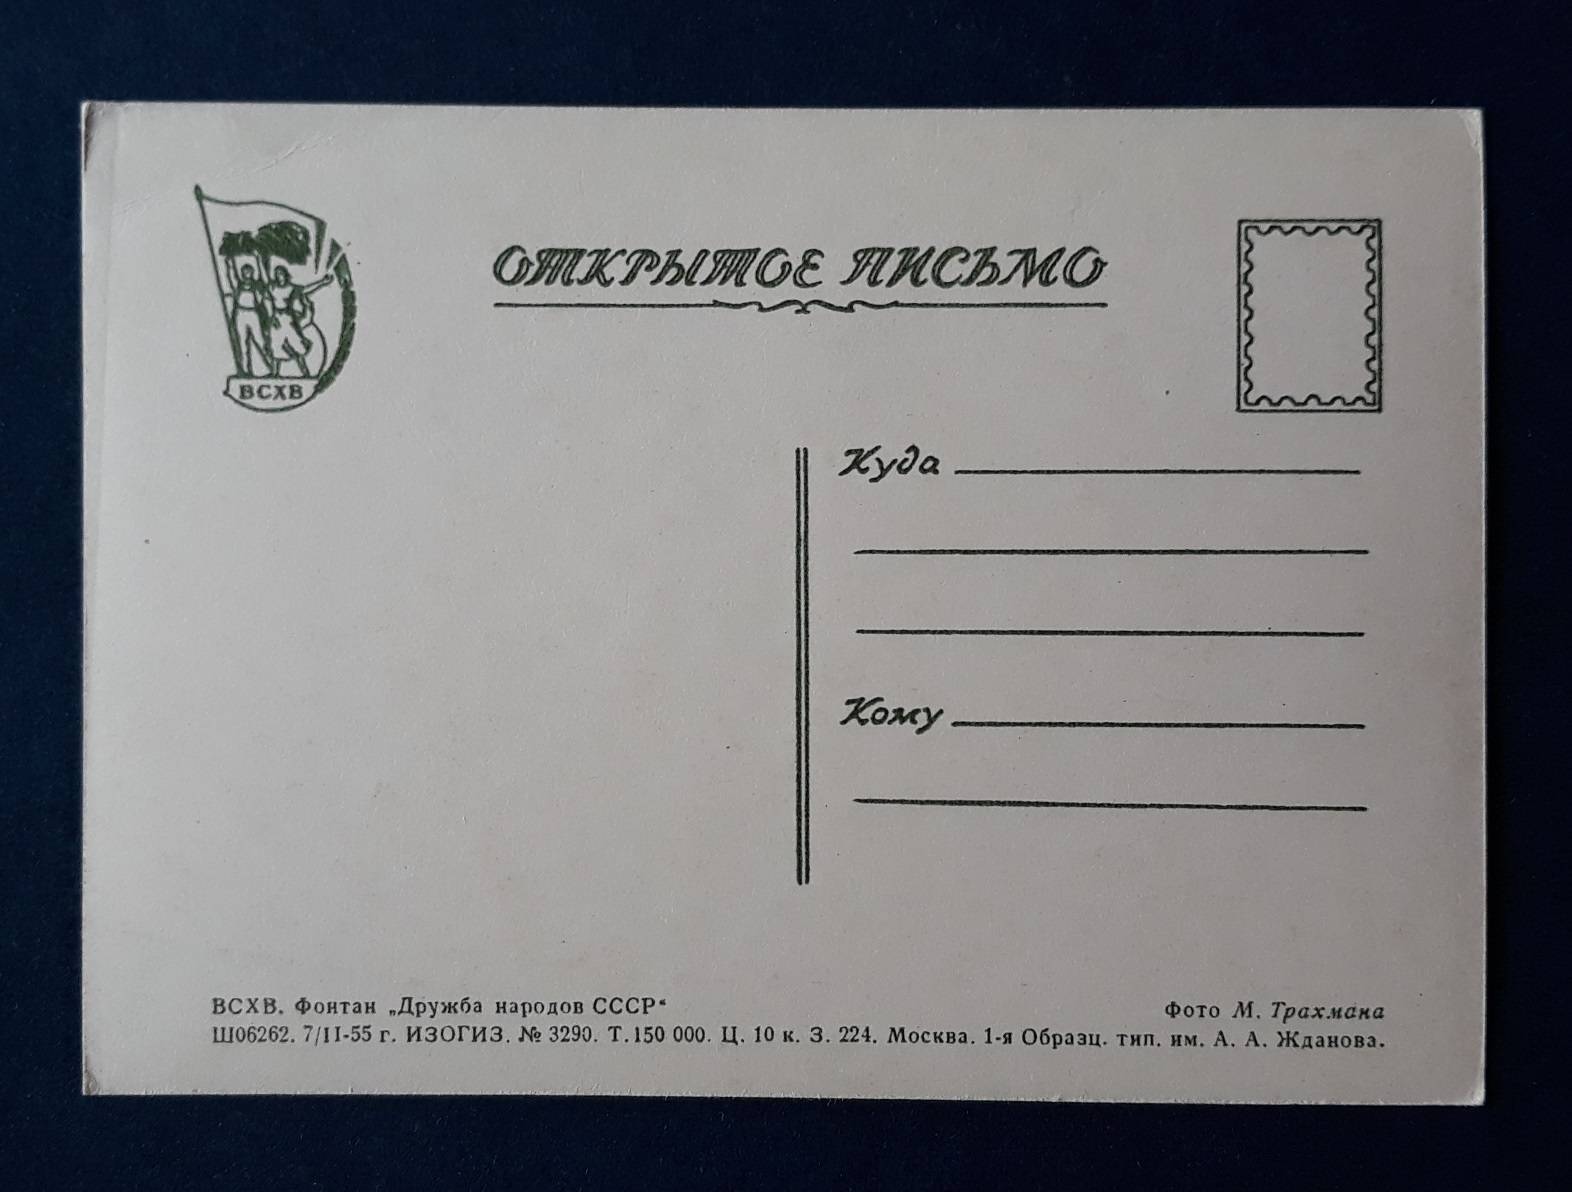 ОТКРЫТОЕ ПИСЬМО
ВСХВ
Куда
Кому
ВСХВ. Фонтан „Дружба народов СССР“
Фото М. Трахмана
Ш06262. 7/II-55 г. ИЗОГИЗ. № 3290. Т. 150 000. Ц. 10 к. З. 224. Москва. 1-я Образц. тип. им. А. А. Жданова.